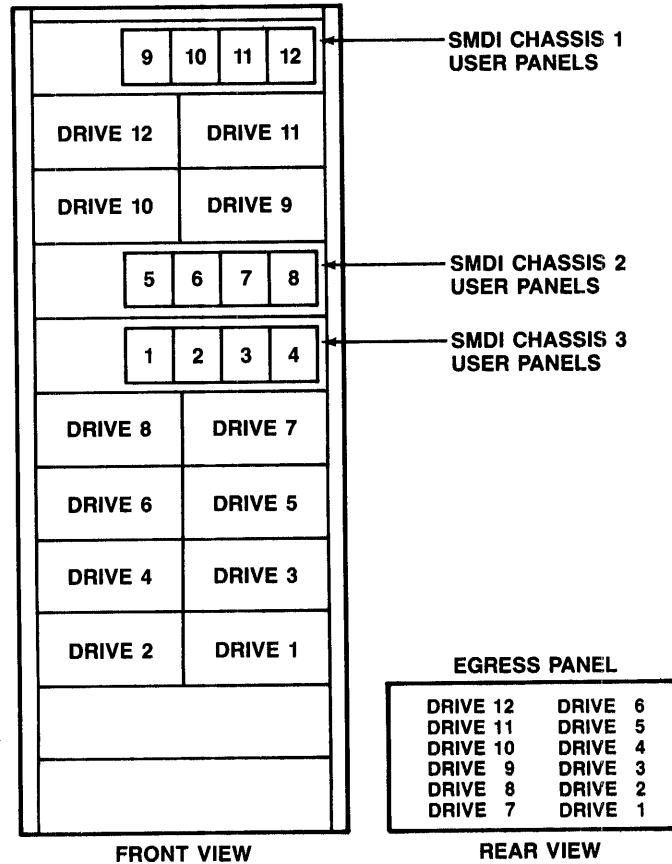 9 10 11 12
SMDI CHASSIS 1
USER PANELS
DRIVE 12 DRIVE 11
DRIVE 10 DRIVE 9
5 6 7 8
SMDI CHASSIS 2
USER PANELS
1 2 3 4
SMDI CHASSIS 3
USER PANELS
DRIVE 8 DRIVE 7
DRIVE 6 DRIVE 5
DRIVE 4 DRIVE 3
DRIVE 2 DRIVE 1
FRONT VIEW
EGRESS PANEL
DRIVE 12 DRIVE 6
DRIVE 11 DRIVE 5
DRIVE 10 DRIVE 4
DRIVE 9 DRIVE 3
DRIVE 8 DRIVE 2
DRIVE 7 DRIVE 1
REAR VIEW